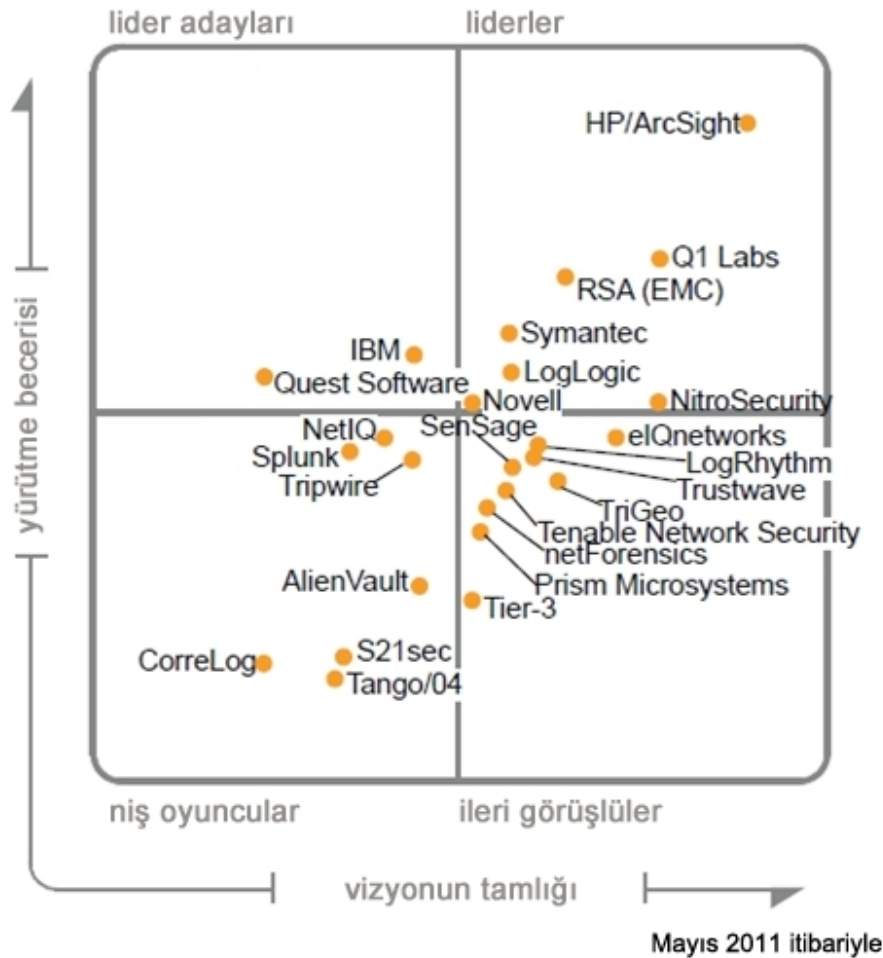 lider adayları
liderler
HP/ArcSight
Q1 Labs
RSA (EMC)
Symantec
IBM
LogLogic
Quest Software
Novell
NitroSecurity
NetIQ
SenSage
eIQnetworks
Splunk
LogRhythm
Tripwire
Trustwave
TriGeo
Tenable Network Security
netForensics
AlienVault
Prism Microsystems
Tier-3
S21sec
CorreLog
Tango/04
yürütme becerisi
niş oyuncular
ileri görüşlüler
vizyonun tamlığı
Mayıs 2011 itibariyle